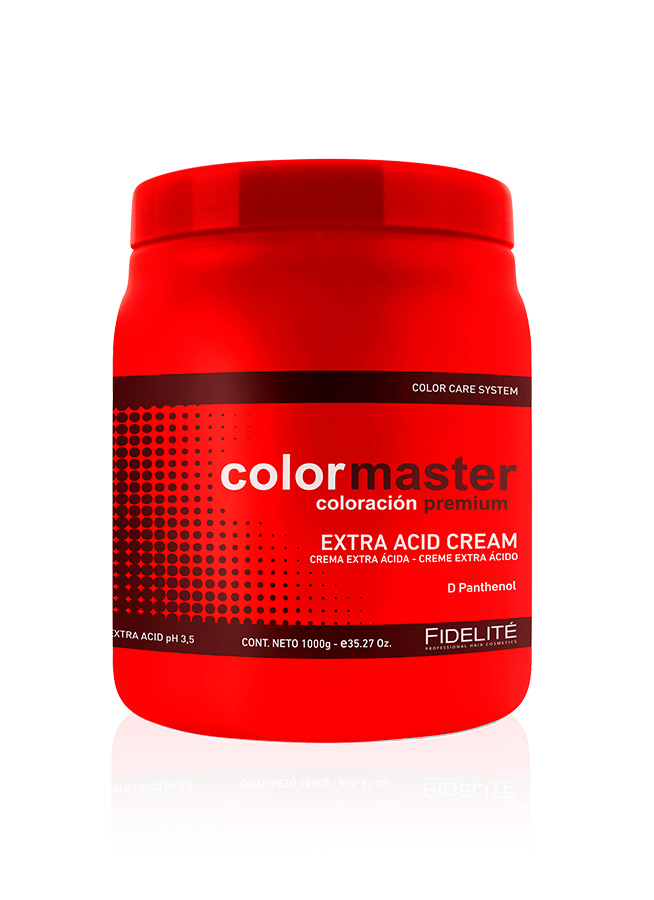 COLOR CARE SYSTEM
colormaster
coloración premium
EXTRA ACID CREAM
CREMA EXTRA ÁCIDA - CREME EXTRA ÁCIDO
D Panthenol
EXTRA ACID pH 3,5
CONT. NETO 1000g - e35.27 Oz.
FIDELITÉ
PROFESSIONAL HAIR COSMETICS